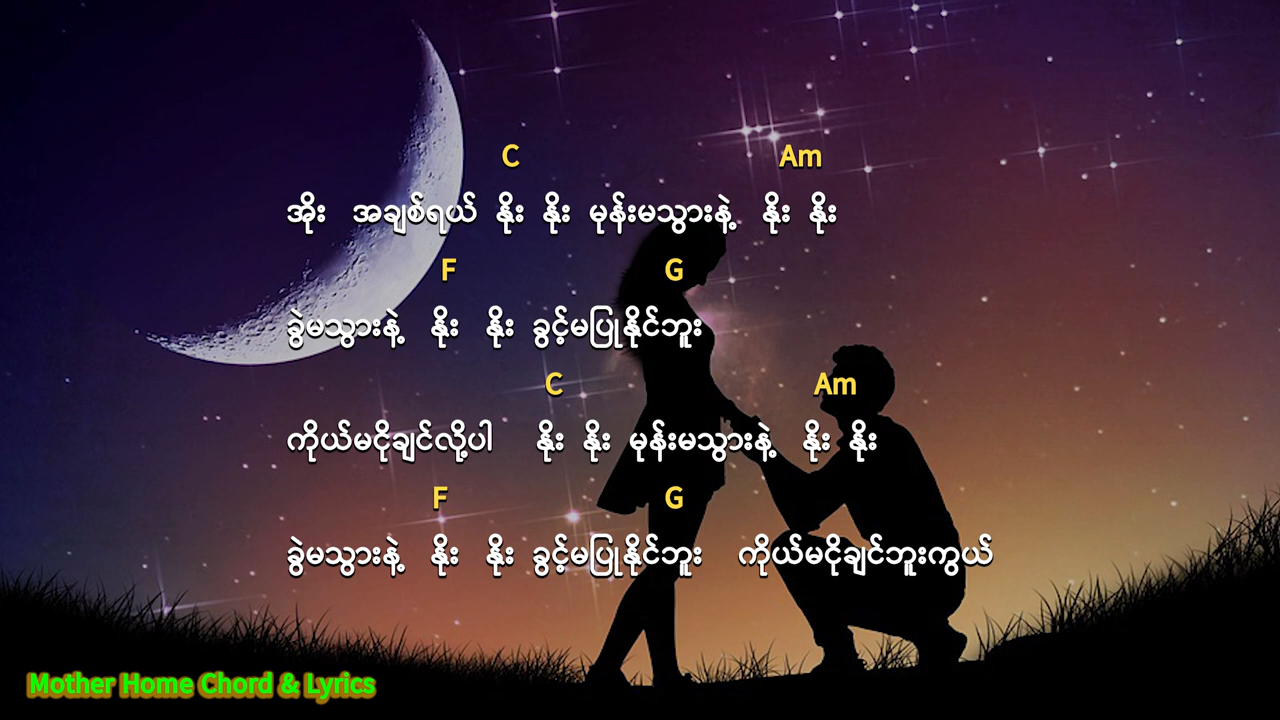 C Am
အိုး အချစ်ရယ် နိုး နိုး မုန်းမသွားနဲ့ နိုး နိုး
F G
ခွဲမသွားနဲ့ နိုး နိုး ခွင့်မပြုနိုင်ဘူး
C Am
ကိုယ်မငိုချင်လို့ပါ နိုး နိုး မုန်းမသွားနဲ့ နိုး နိုး
F G
ခွဲမသွားနဲ့ နိုး နိုး ခွင့်မပြုနိုင်ဘူး ကိုယ်မငိုချင်ဘူးကွယ်
Mother Home Chord & Lyrics